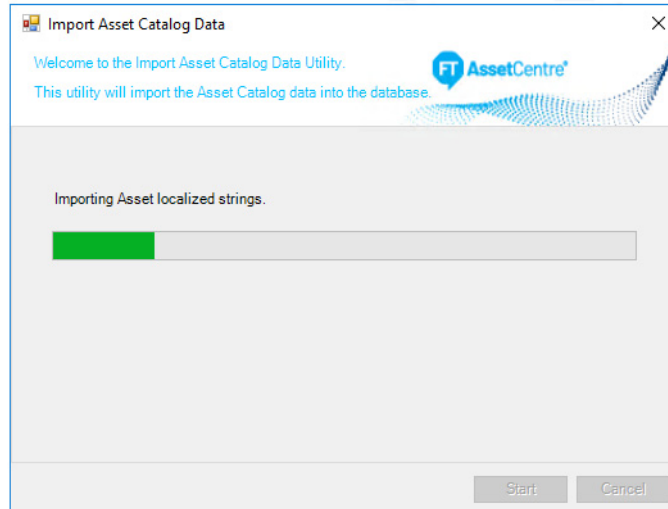 Import Asset Catalog Data
Welcome to the Import Asset Catalog Data Utility.
This utility will import the Asset Catalog data into the database.
FT AssetCentre®
Importing Asset localized strings.
Start
Cancel